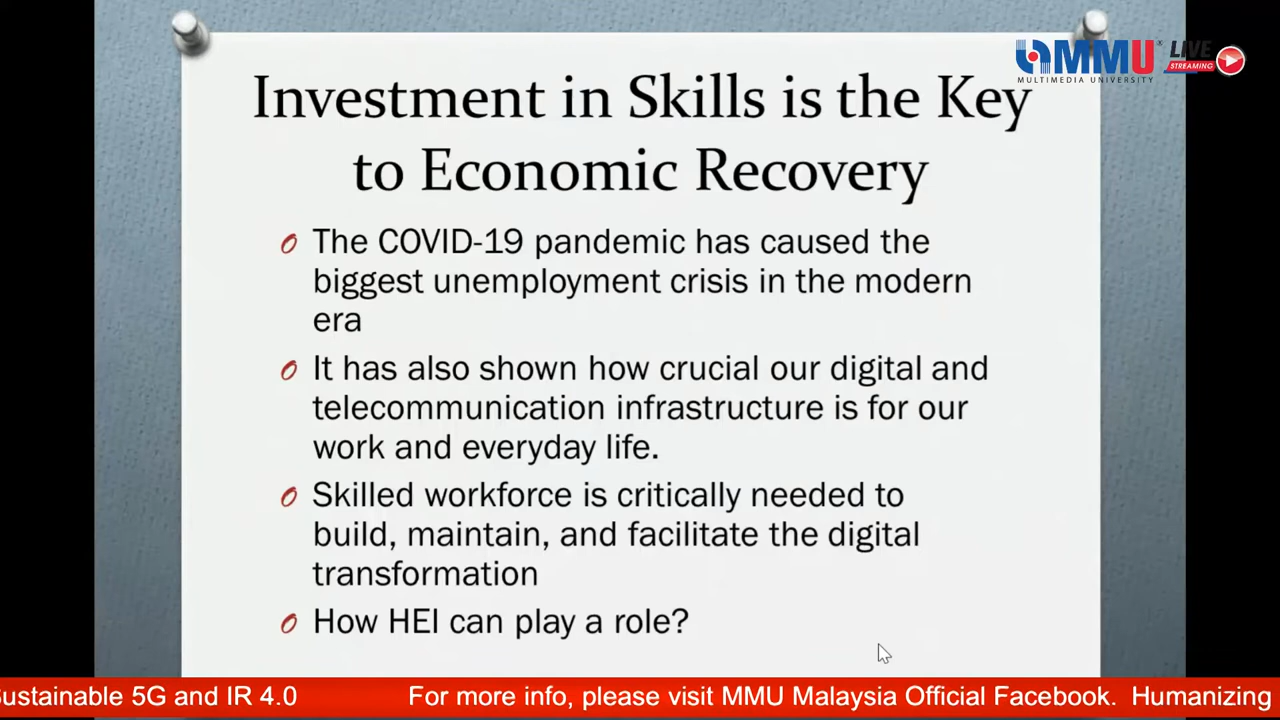 MMU
MULTIMEDIA UNIVERSITY
LIVE
STREAMING
Investment in Skills is the Key
to Economic Recovery
The COVID-19 pandemic has caused the
biggest unemployment crisis in the modern
era
It has also shown how crucial our digital and
telecommunication infrastructure is for our
work and everyday life.
Skilled workforce is critically needed to
build, maintain, and facilitate the digital
transformation
How HEI can play a role?
Sustainable 5G and IR 4.0 For more info, please visit MMU Malaysia Official Facebook. Humanizing